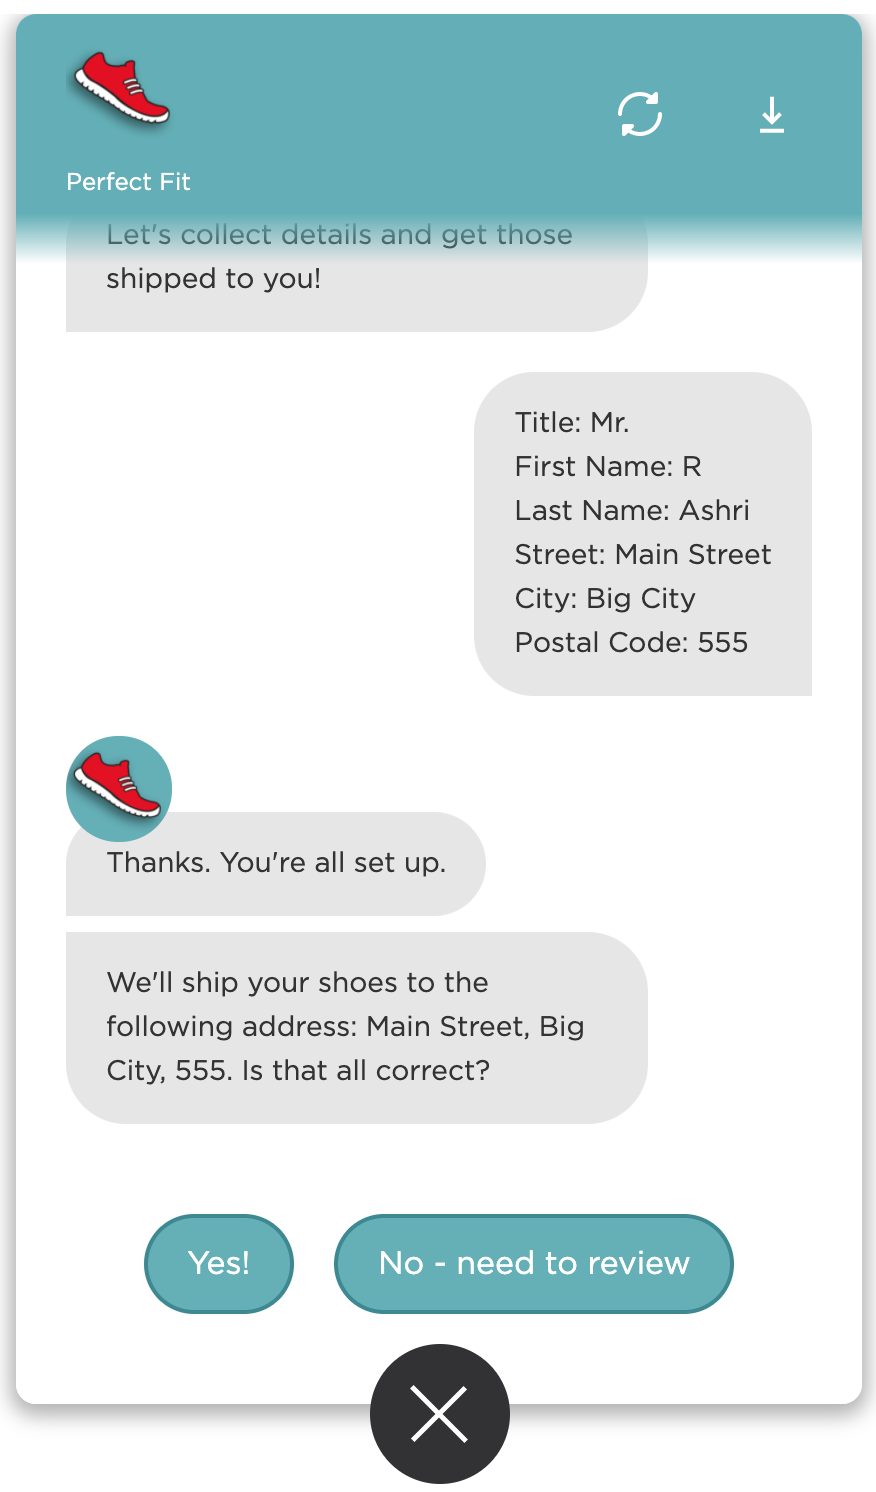 Perfect Fit
Let's collect details and get those
shipped to you!
Title: Mr.
First Name: R
Last Name: Ashri
Street: Main Street
City: Big City
Postal Code: 555
Thanks. You're all set up.
We'll ship your shoes to the
following address: Main Street, Big
City, 555. Is that all correct?
Yes!
No - need to review